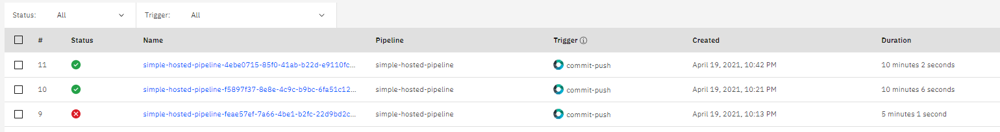 Status: All Trigger: All
# Status Name Pipeline Trigger Created Duration
11 simple-hosted-pipeline-4ebe0715-85f0-41ab-b22d-e9110fc... simple-hosted-pipeline commit-push April 19, 2021, 10:42 PM 10 minutes 2 seconds
10 simple-hosted-pipeline-f5897f37-8e8e-4c9c-b9bc-6fa51c12... simple-hosted-pipeline commit-push April 19, 2021, 10:21 PM 10 minutes 6 seconds
9 simple-hosted-pipeline-feae57ef-7a66-4be1-b2fc-22d9bd2c... simple-hosted-pipeline commit-push April 19, 2021, 10:13 PM 5 minutes 1 second